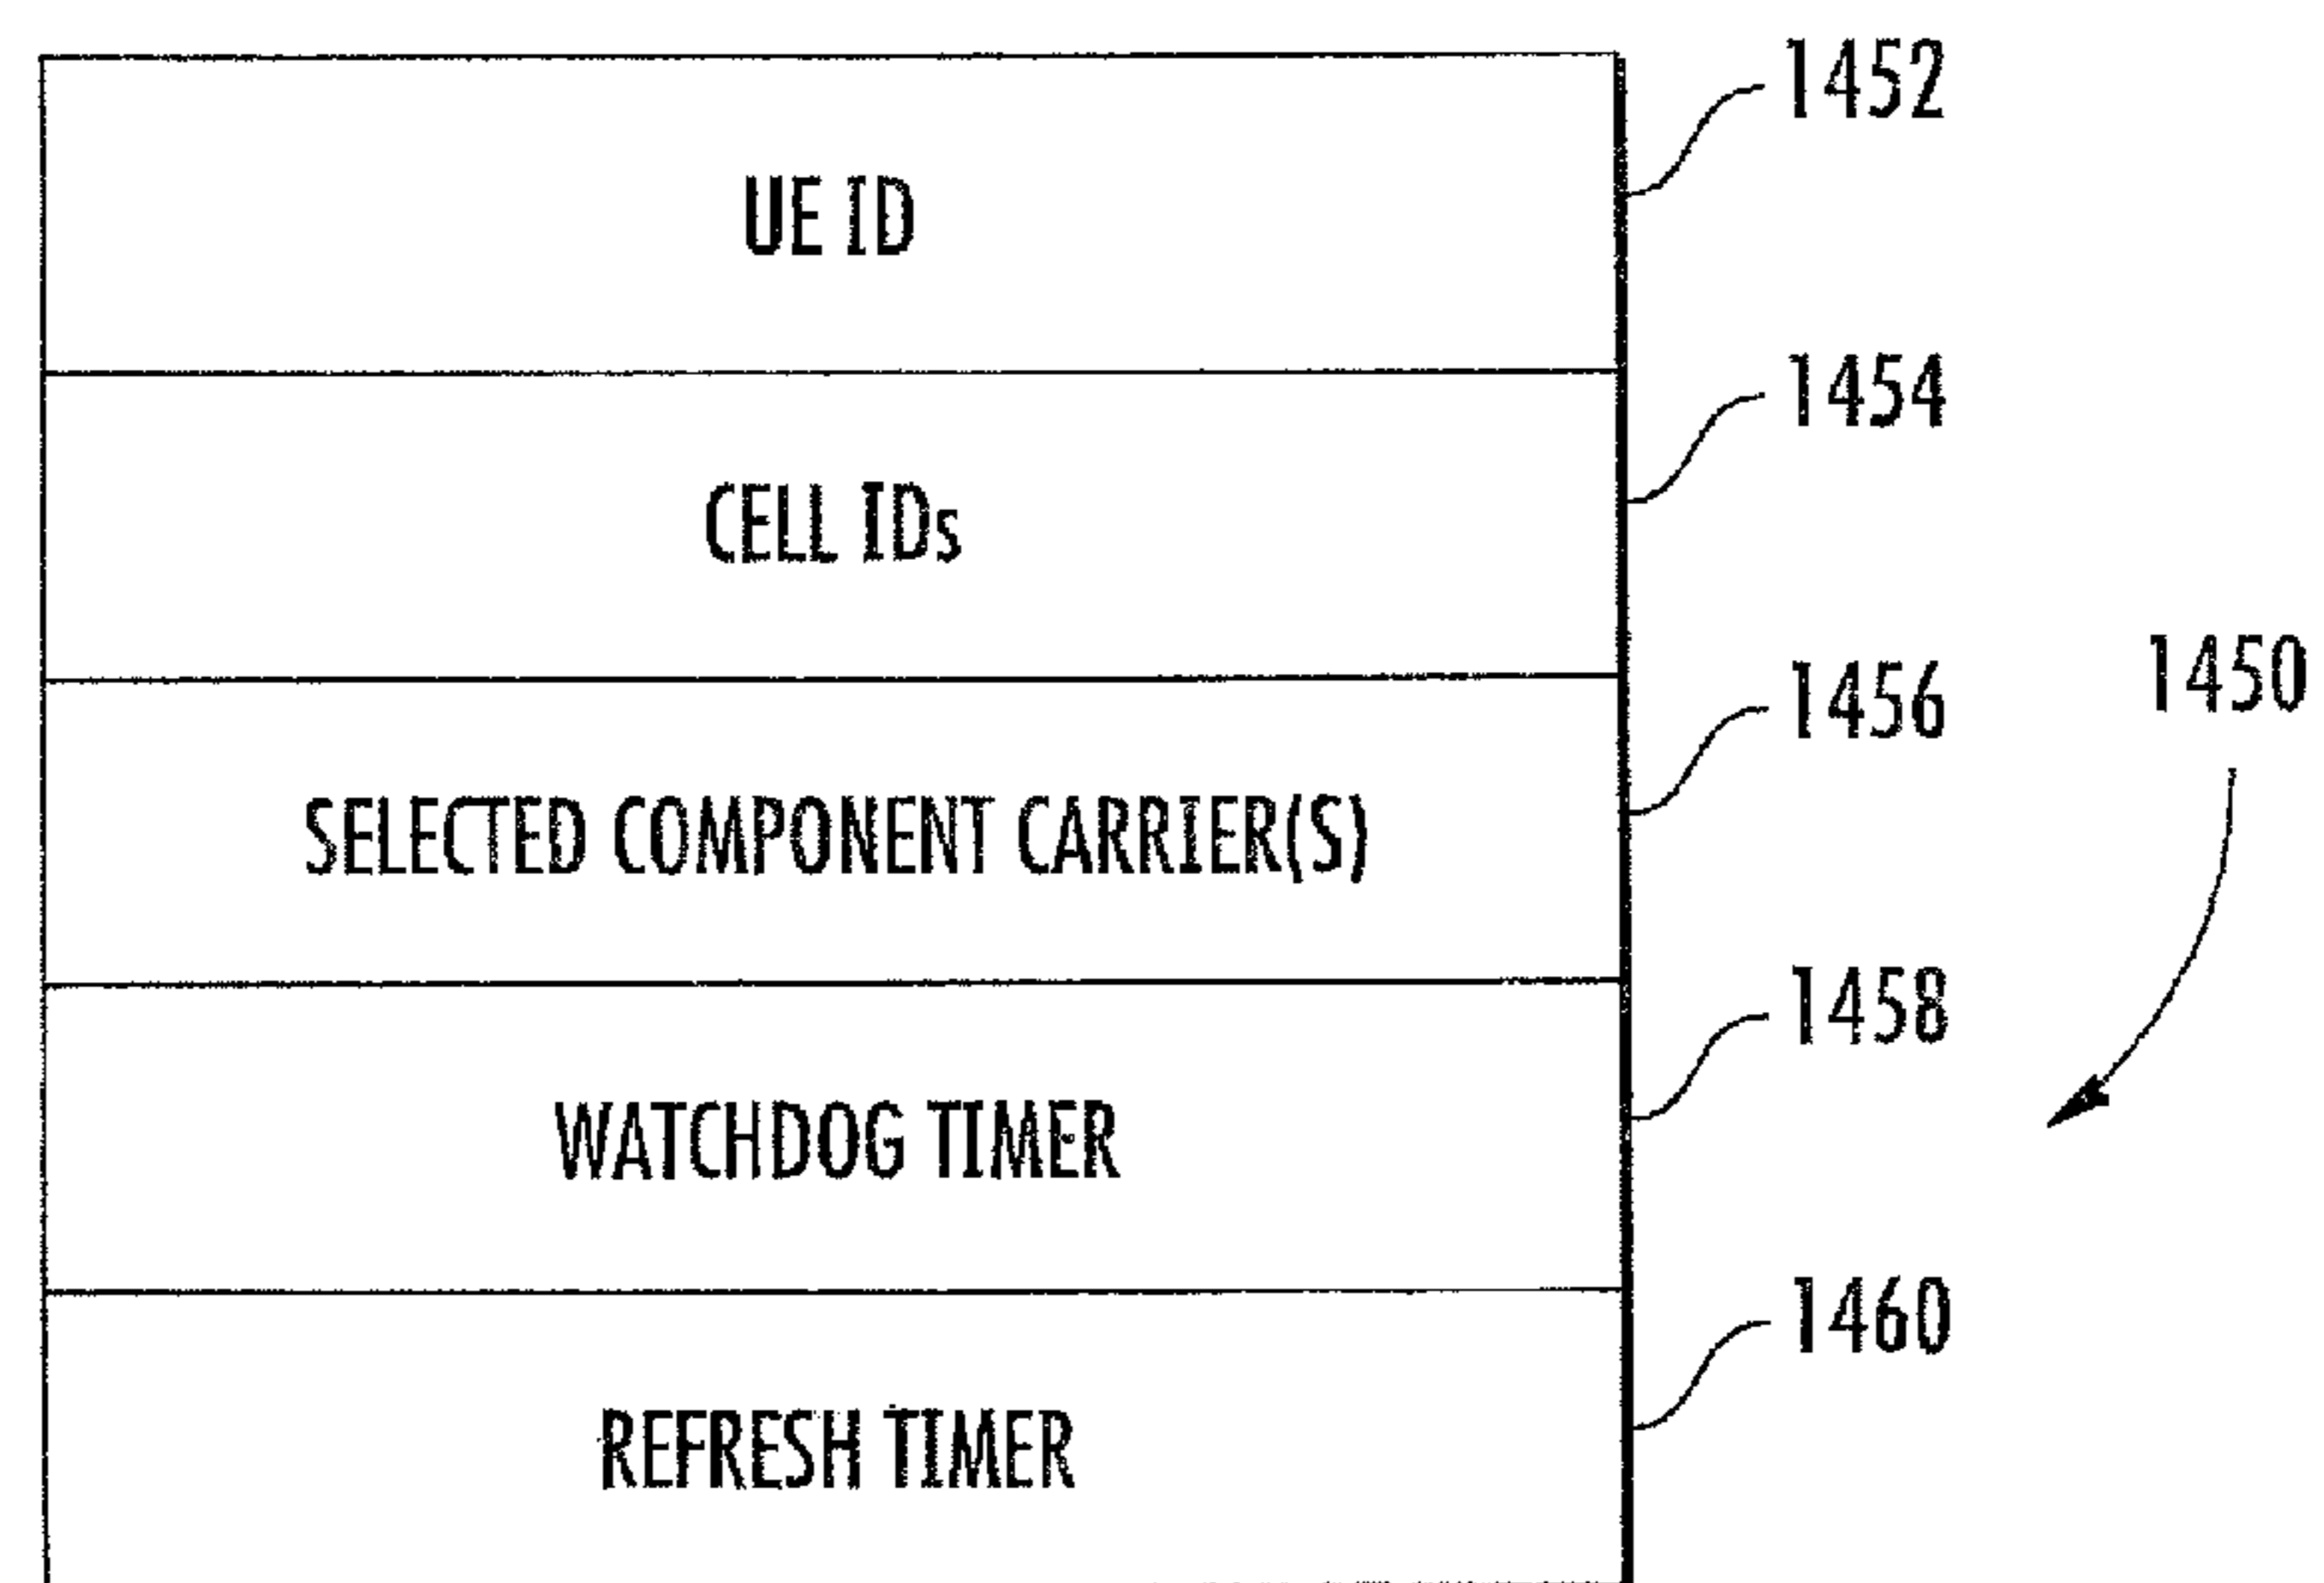 1452
UE ID
1454
CELL IDs
1456
1450
SELECTED COMPONENT CARRIER(S)
1458
WATCHDOG TIMER
1460
REFRESH TIMER